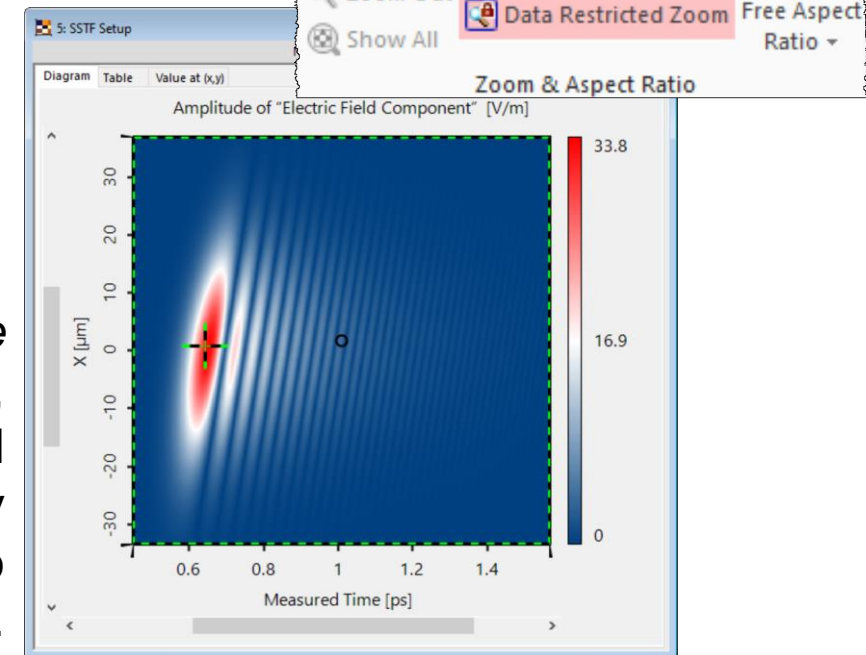 Show All
Data Restricted Zoom
Free Aspect
Ratio
Zoom & Aspect Ratio
5: SSTF Setup
Diagram
Table
Value at (x,y)
Amplitude of "Electric Field Component" [V/m]
33.8
16.9
0
X [µm]
30
20
10
0
-10
-20
-30
0.6
0.8
1
1.2
1.4
Measured Time [ps]